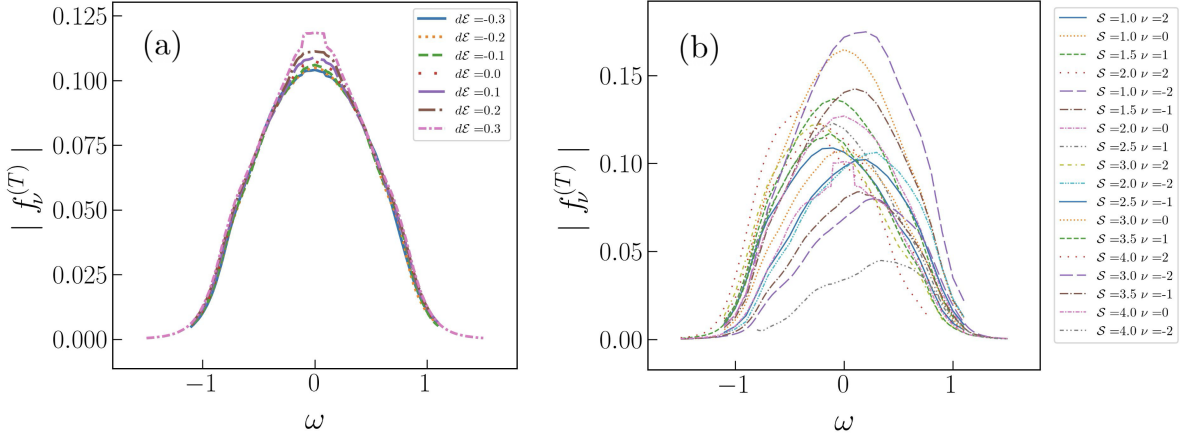 (a)
| f_ν^(T) |
0.125
0.100
0.075
0.050
0.025
0.000
−1
0
1
ω
dℰ =-0.3
dℰ =-0.2
dℰ =-0.1
dℰ =0.0
dℰ =0.1
dℰ =0.2
dℰ =0.3
(b)
| f_ν^(T) |
0.15
0.10
0.05
0.00
−1
0
1
ω
𝒮 =1.0 ν =2
𝒮 =1.0 ν =0
𝒮 =1.5 ν =1
𝒮 =2.0 ν =2
𝒮 =1.0 ν =-2
𝒮 =1.5 ν =-1
𝒮 =2.0 ν =0
𝒮 =2.5 ν =1
𝒮 =3.0 ν =2
𝒮 =2.0 ν =-2
𝒮 =2.5 ν =-1
𝒮 =3.0 ν =0
𝒮 =3.5 ν =1
𝒮 =4.0 ν =2
𝒮 =3.0 ν =-2
𝒮 =3.5 ν =-1
𝒮 =4.0 ν =0
𝒮 =4.0 ν =-2